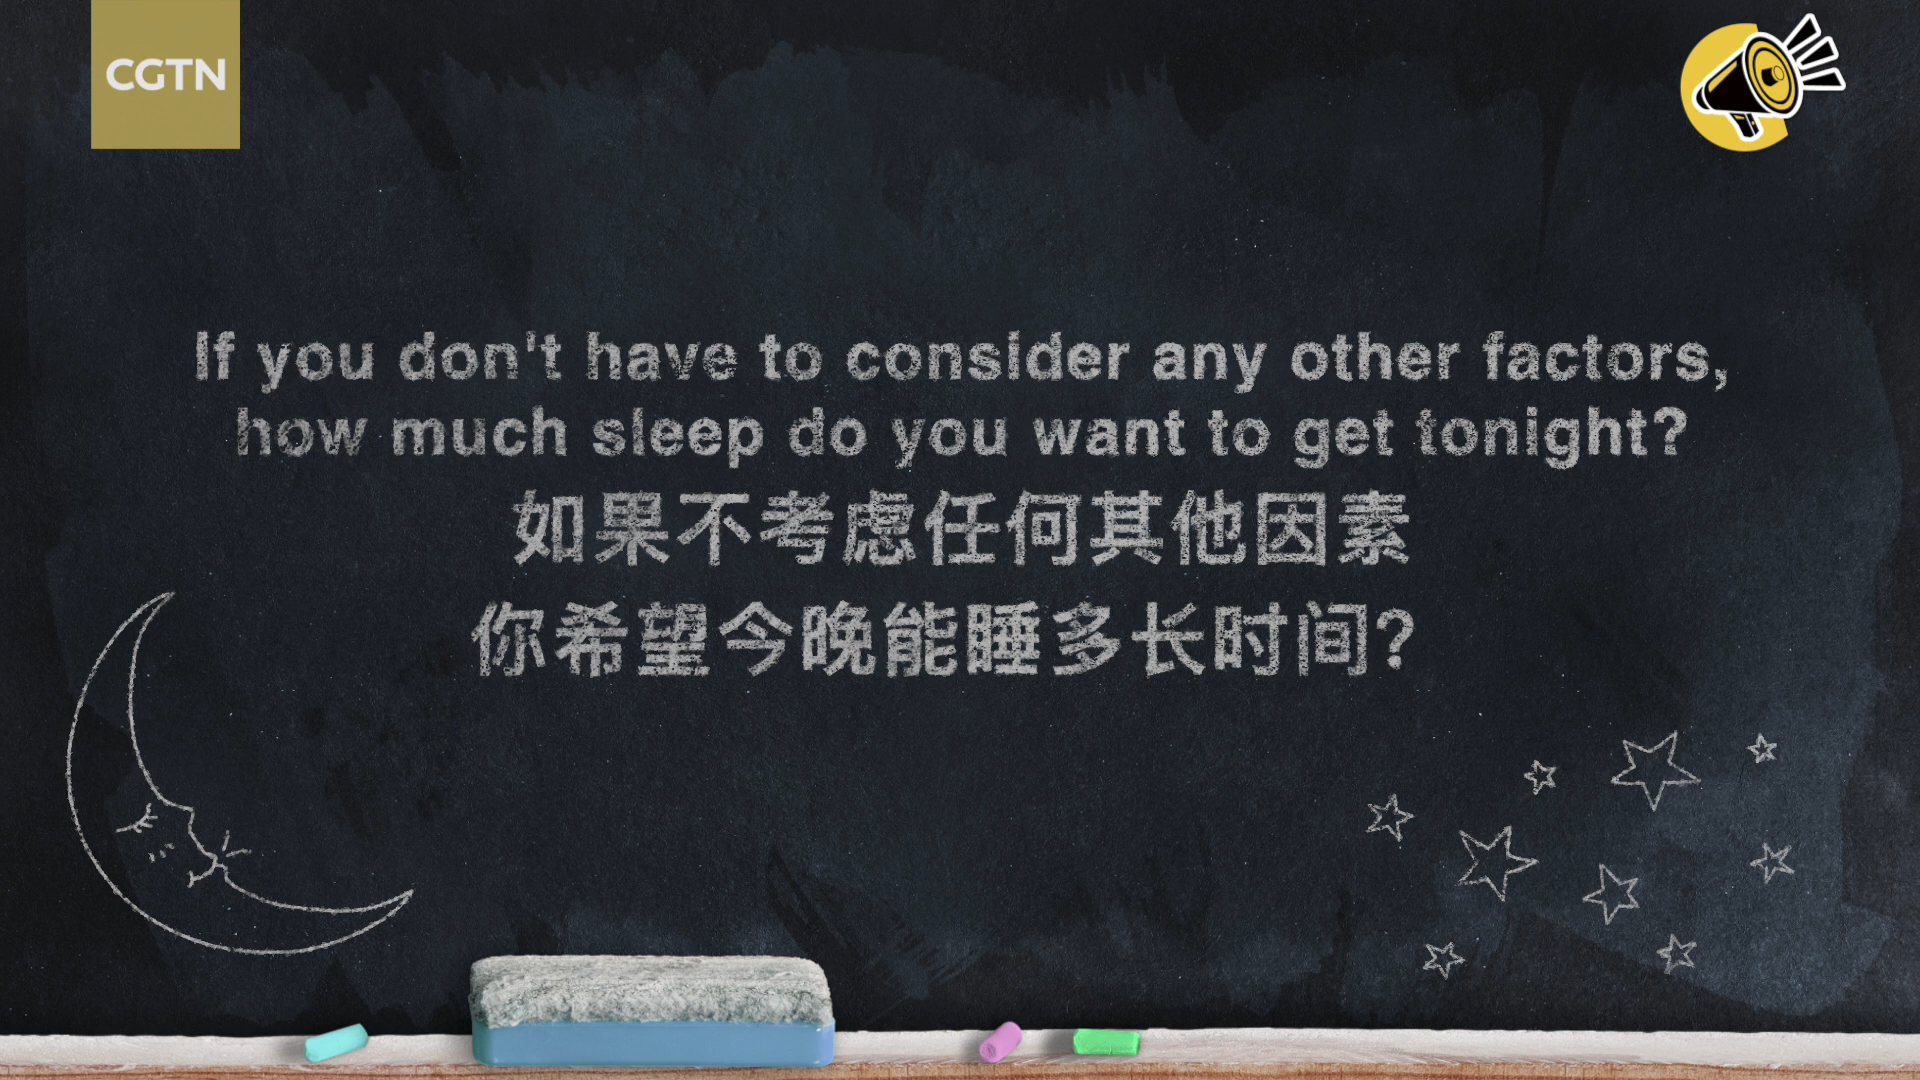 CGTN
If you don't have to consider any other factors,
how much sleep do you want to get tonight?
如果不考虑任何其他因素
你希望今晚能睡多长时间?